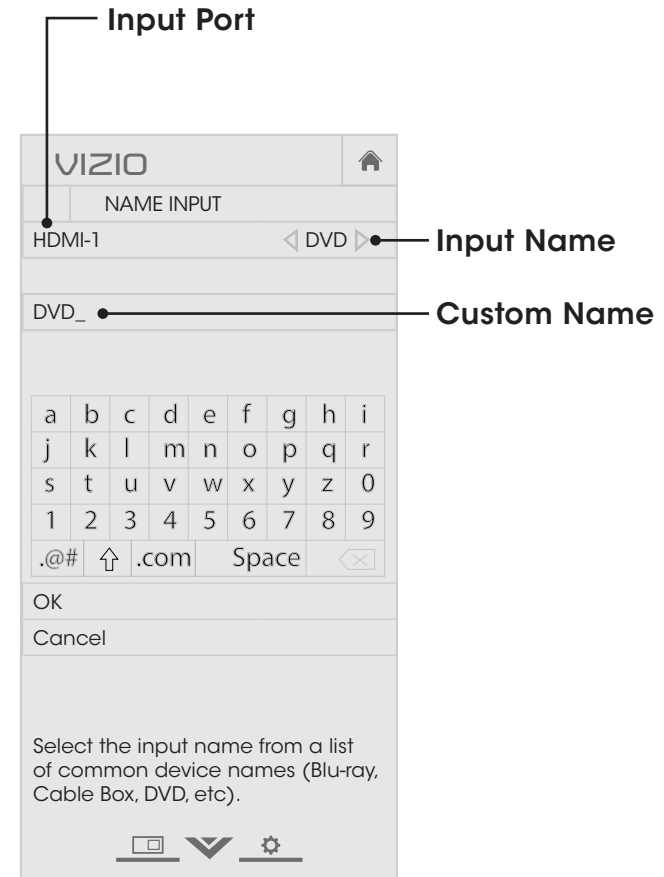 Input Port
VIZIO
NAME INPUT
HDMI-1 DVD Input Name
DVD_ Custom Name
a b c d e f g h i
j k l m n o p q r
s t u v w x y z 0
1 2 3 4 5 6 7 8 9
.@# .com Space
OK
Cancel
Select the input name from a list
of common device names (Blu-ray,
Cable Box, DVD, etc).